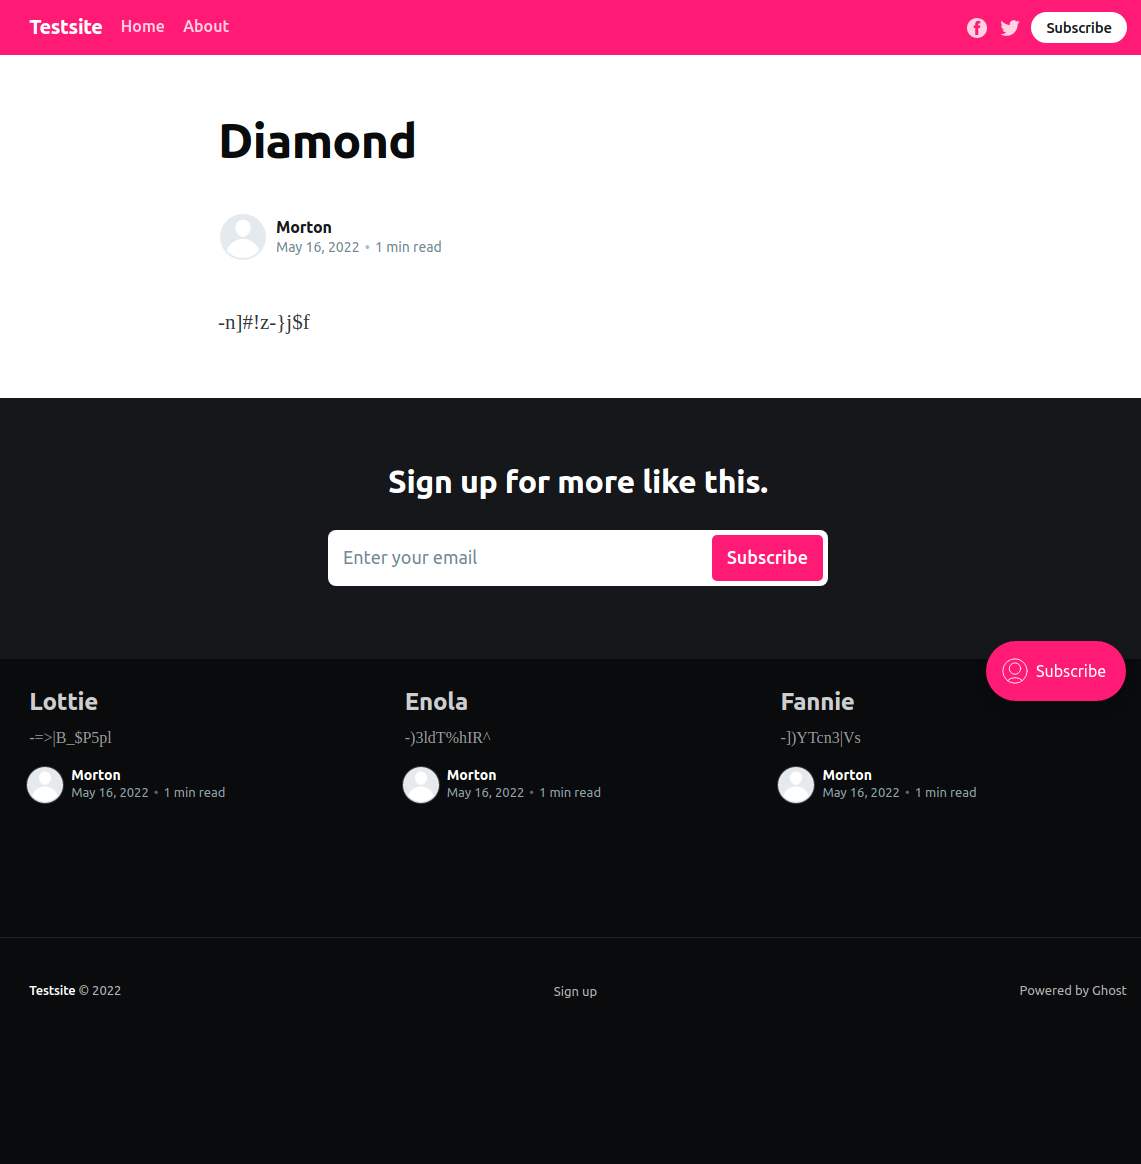 Testsite Home About Subscribe
Diamond
Morton
May 16, 2022 • 1 min read
-n]#!z-}j$f
Sign up for more like this.
Enter your email Subscribe
Subscribe
Lottie
-=>|B_$P5pl
Morton
May 16, 2022 • 1 min read
Enola
-)3ldT%hIR^
Morton
May 16, 2022 • 1 min read
Fannie
-])YTcn3|Vs
Morton
May 16, 2022 • 1 min read
Testsite © 2022
Sign up
Powered by Ghost